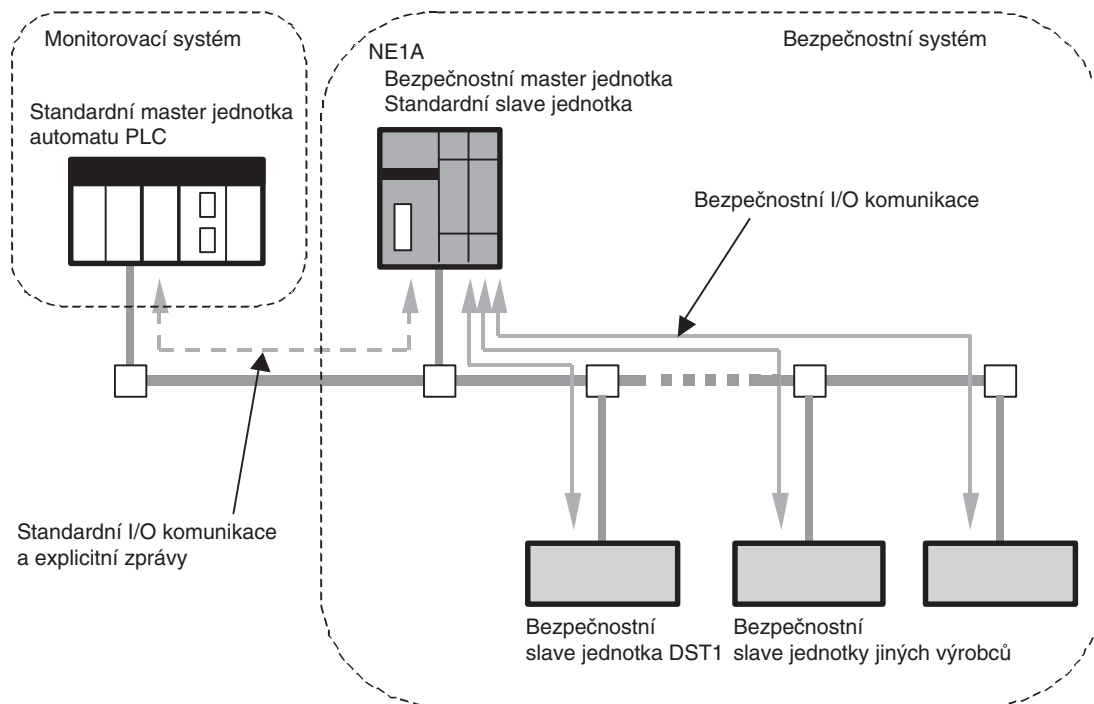 Monitorovací systém
Standardní master jednotka
automatu PLC
NE1A
Bezpečnostní master jednotka
Standardní slave jednotka
Bezpečnostní systém
Bezpečnostní I/O komunikace
Standardní I/O komunikace
a explicitní zprávy
Bezpečnostní
slave jednotka DST1
Bezpečnostní
slave jednotky jiných výrobců